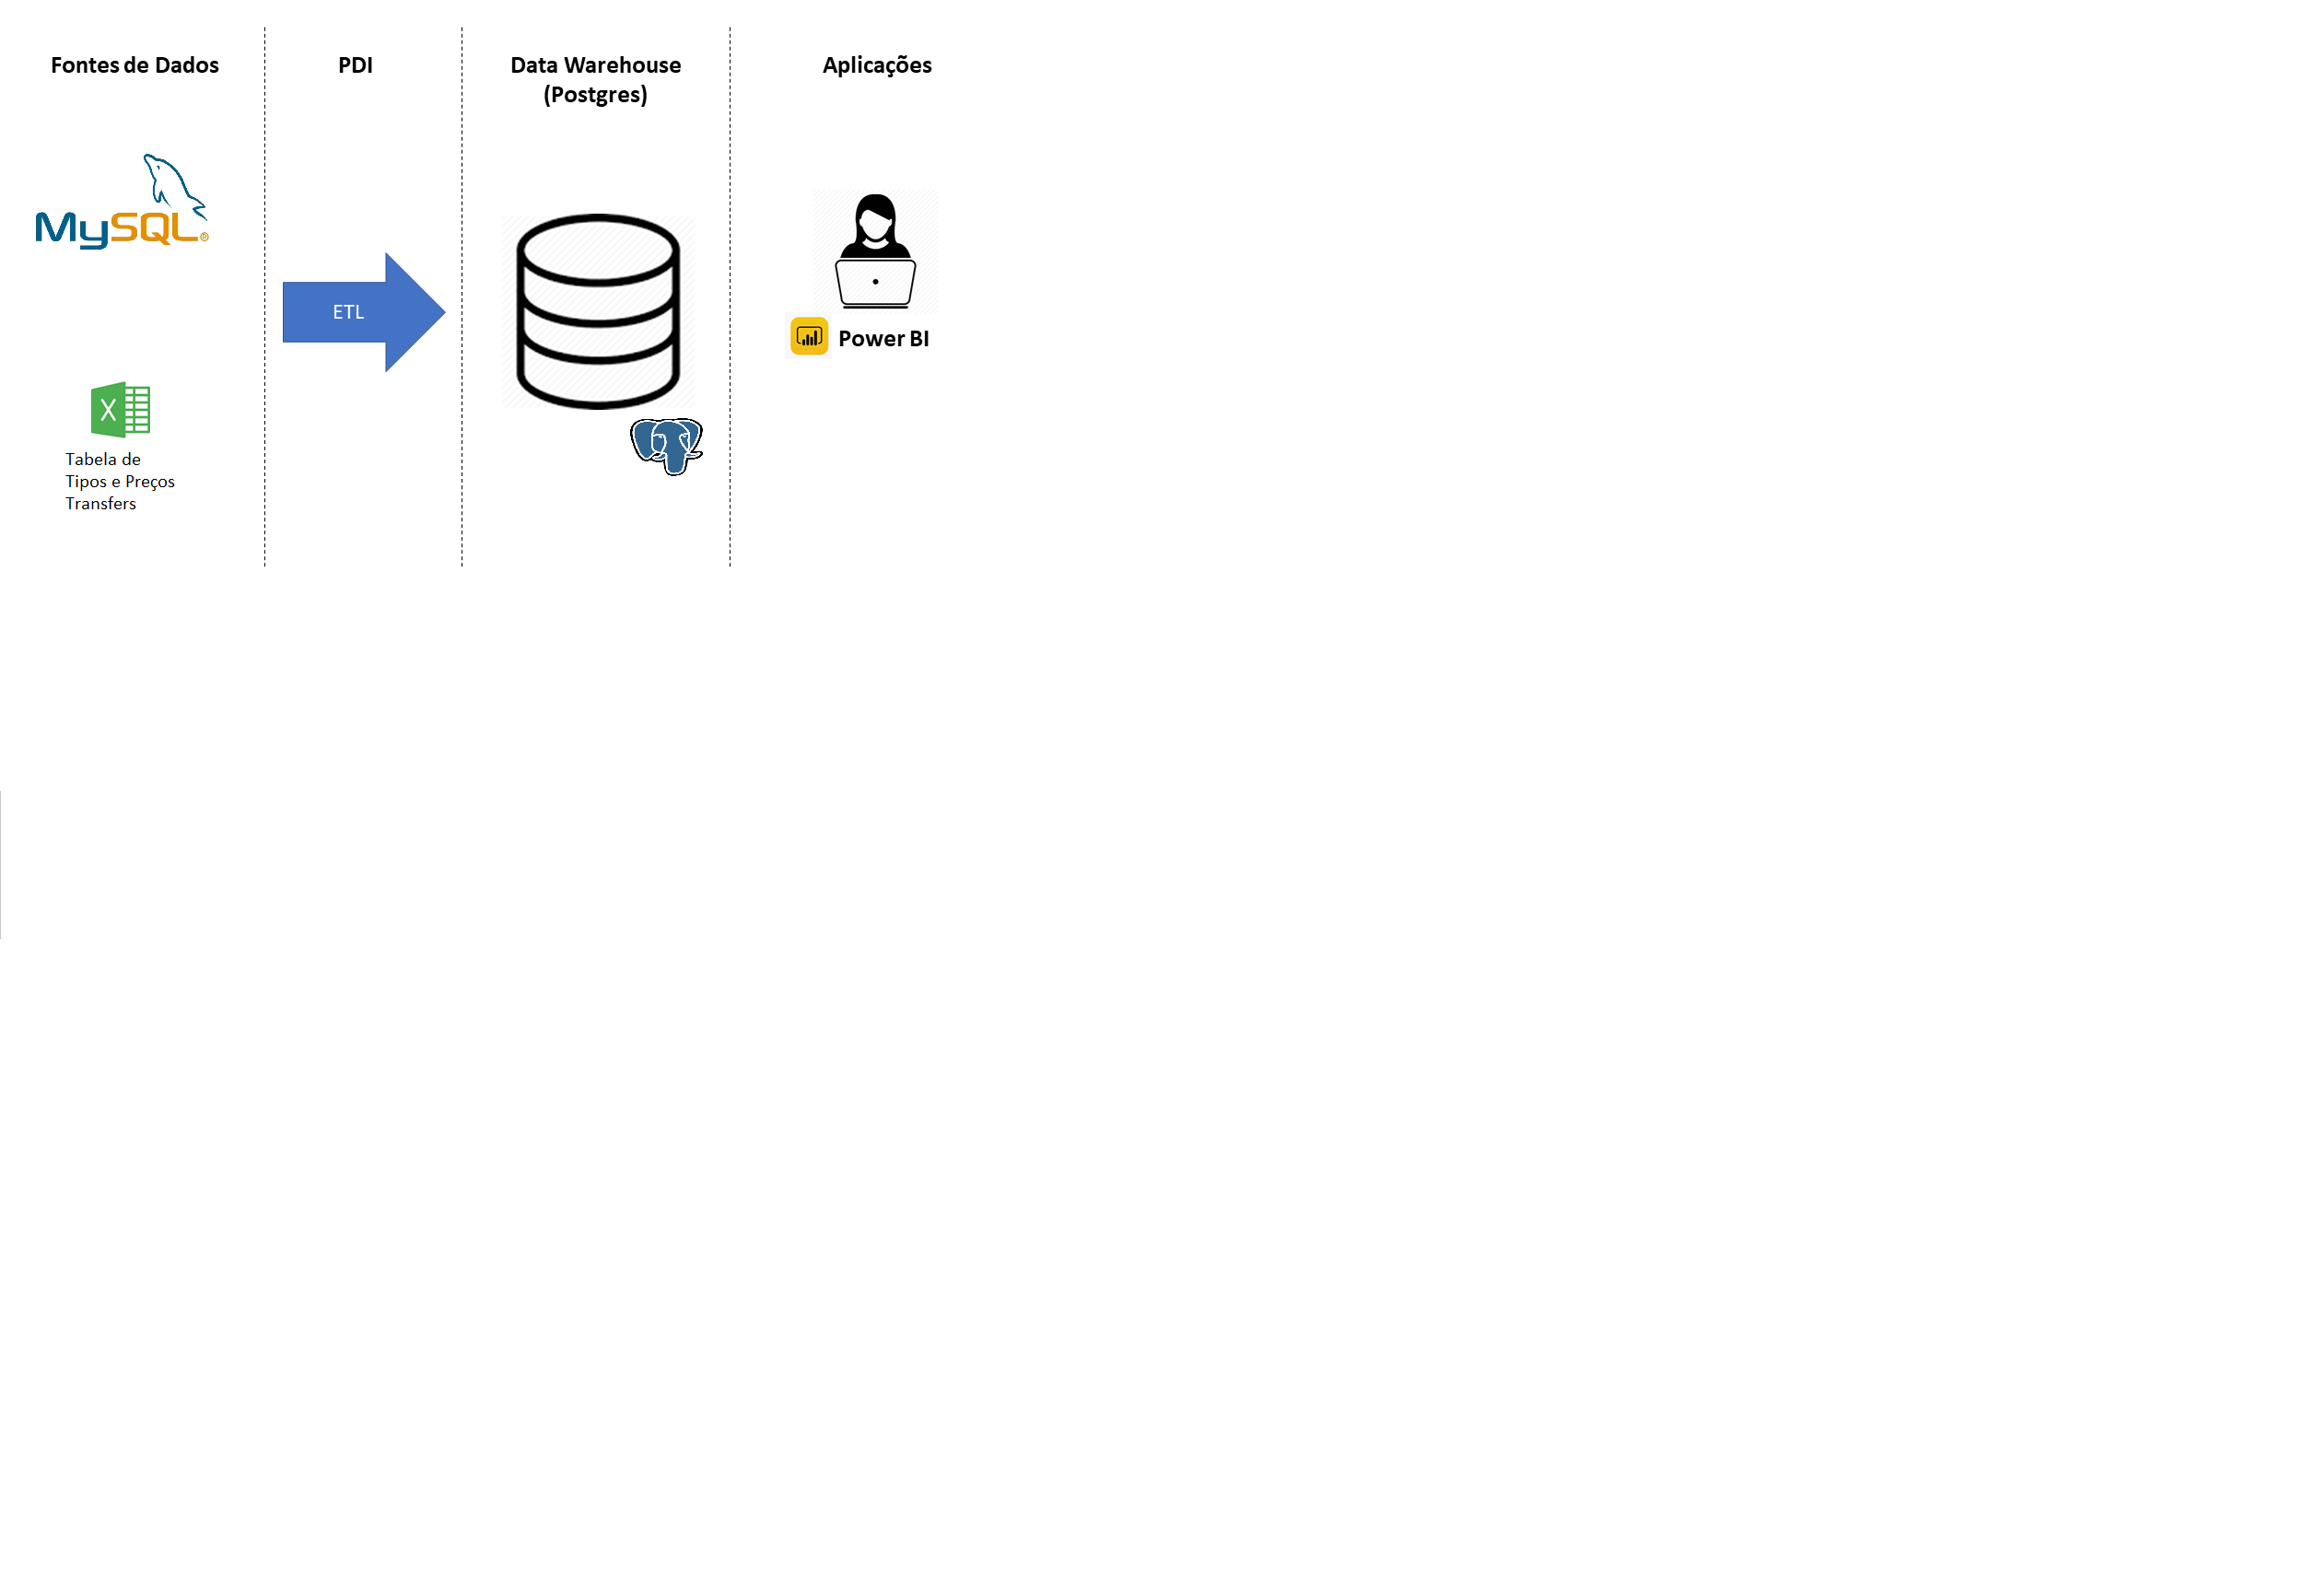 Fontes de Dados
PDI
Data Warehouse
(Postgres)
Aplicações
MySQL®
ETL
Power BI
X
Tabela de
Tipos e Preços
Transfers